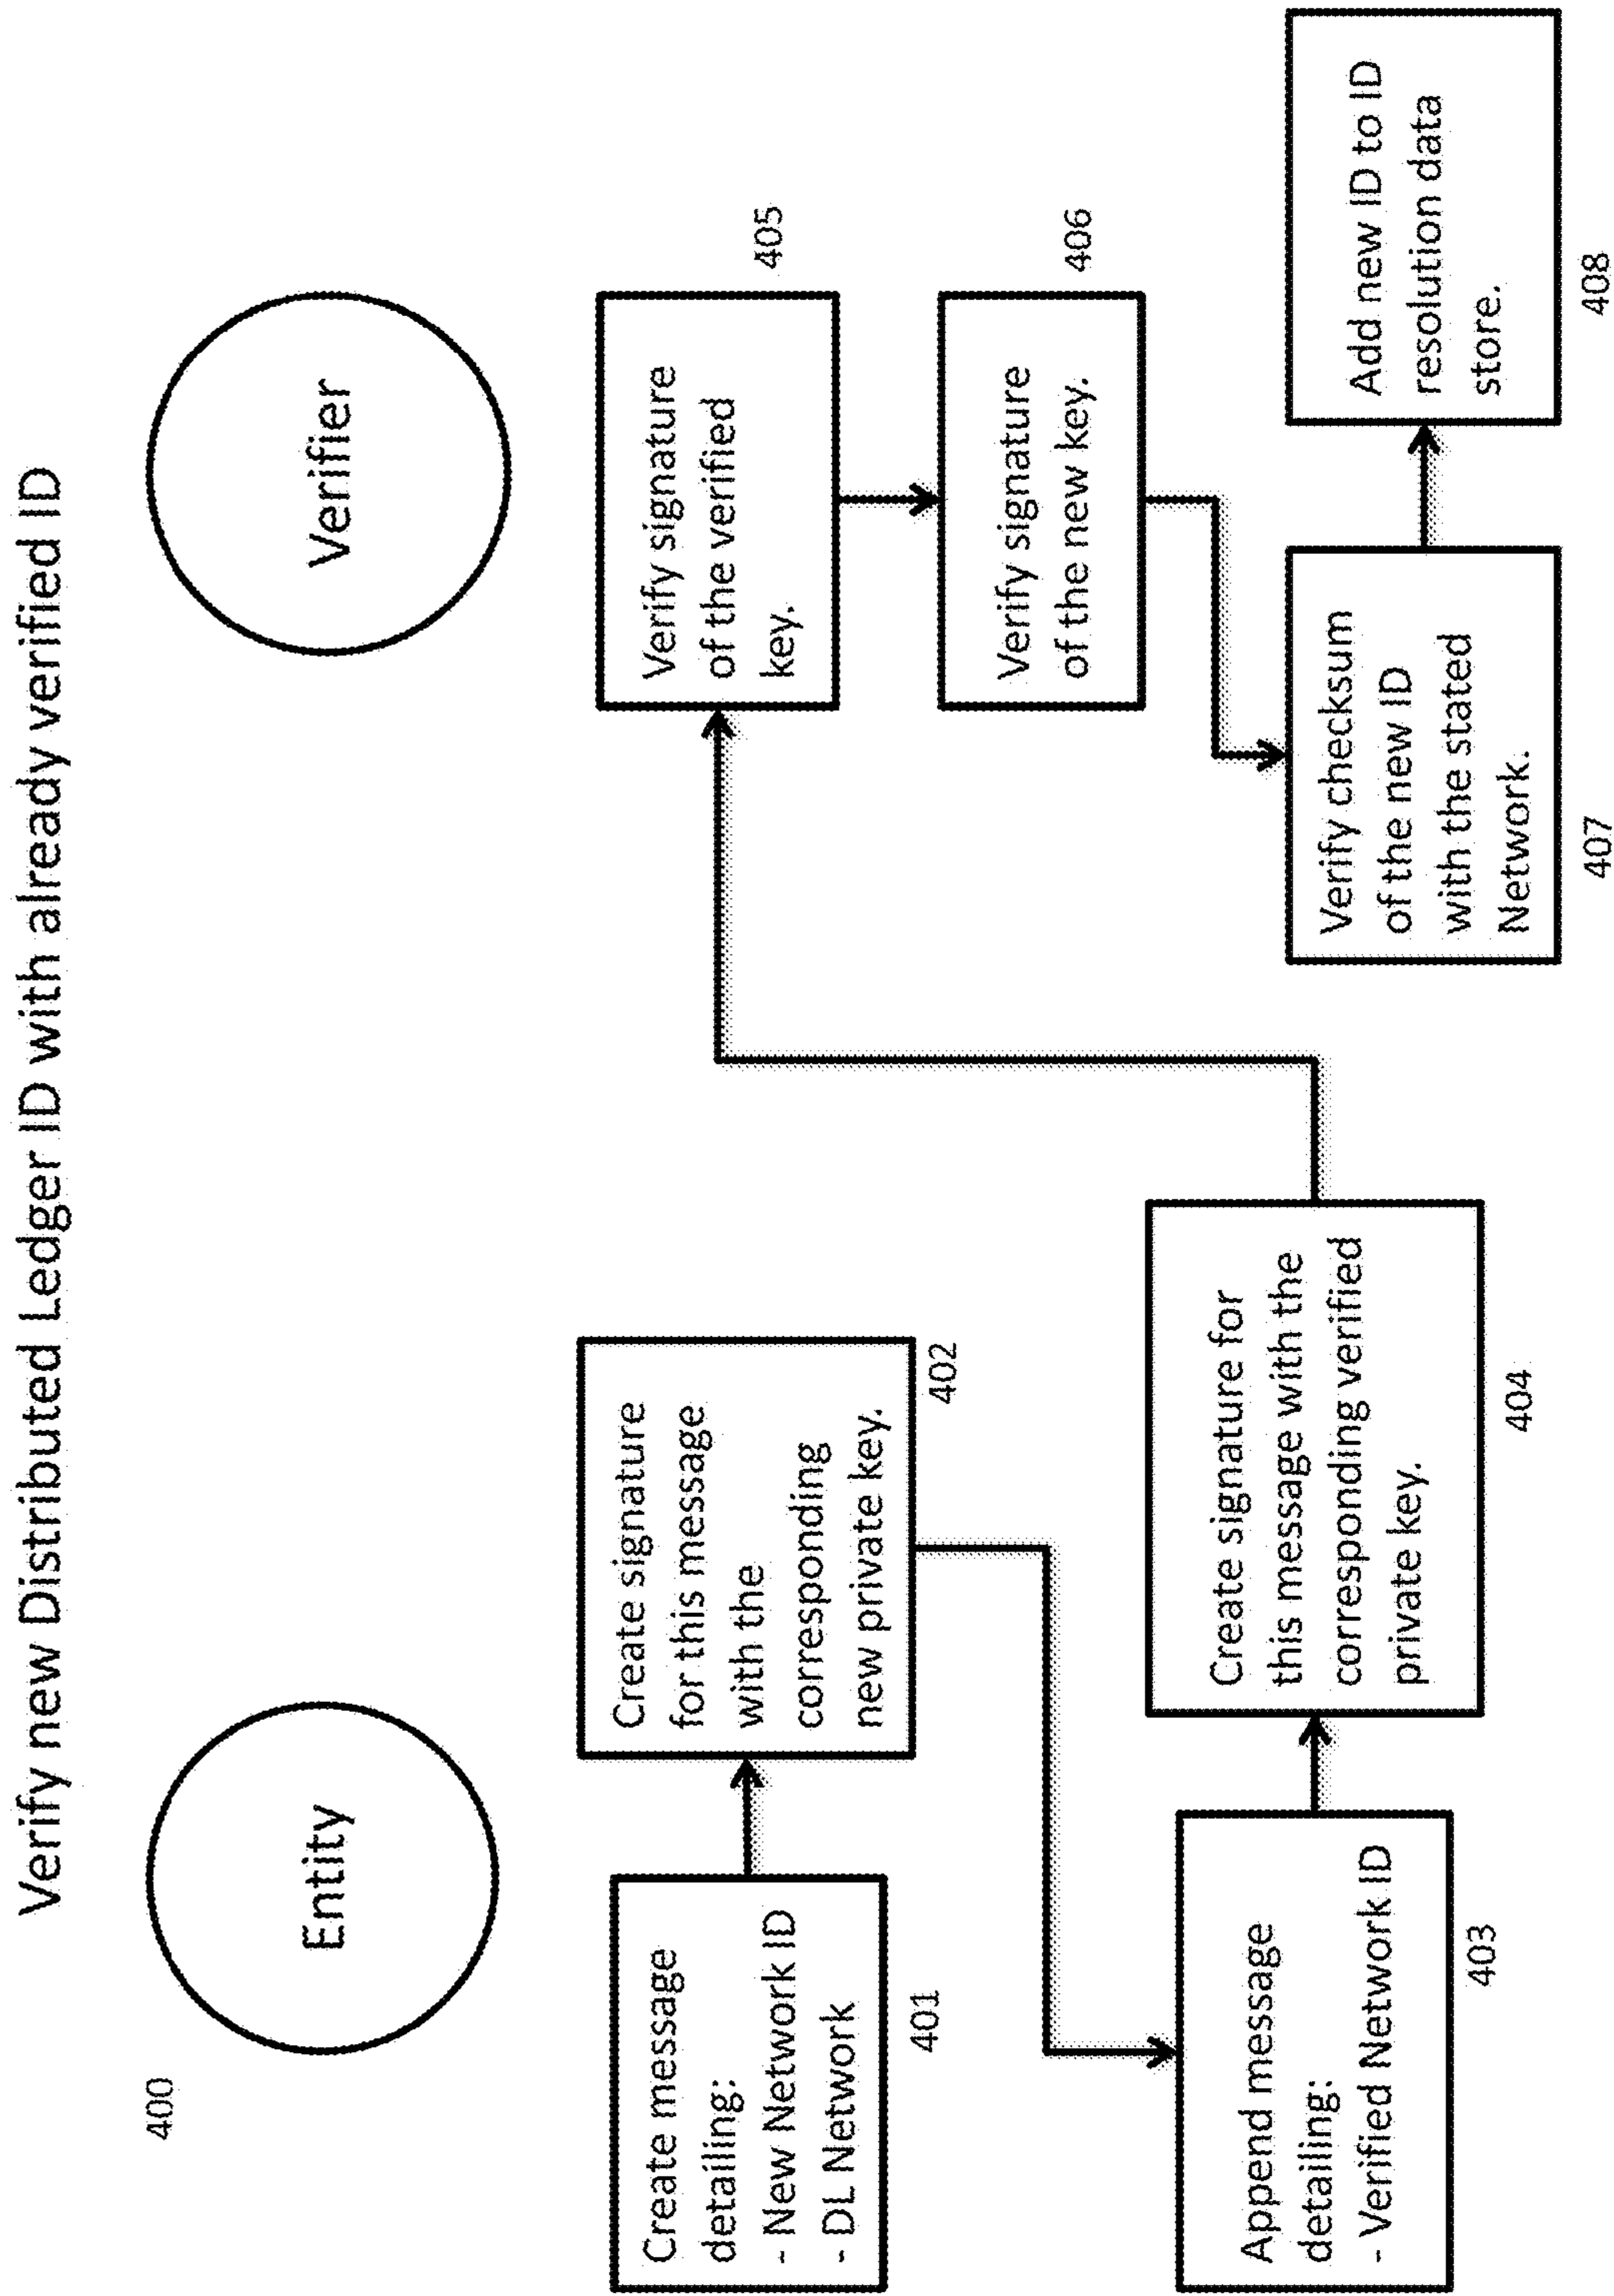 Verify new Distributed Ledger ID with already verified ID
400
Entity
Verifier
Create message
detailing:
- New Network ID
- DL Network
401
Create signature
for this message
with the
corresponding
new private key.
402
Append message
detailing:
- Verified Network ID
403
Create signature for
this message with the
corresponding verified
private key.
404
Verify signature
of the verified
key.
405
Verify signature
of the new key.
406
Verify checksum
of the new ID
with the stated
Network.
407
Add new ID to ID
resolution data
store.
408